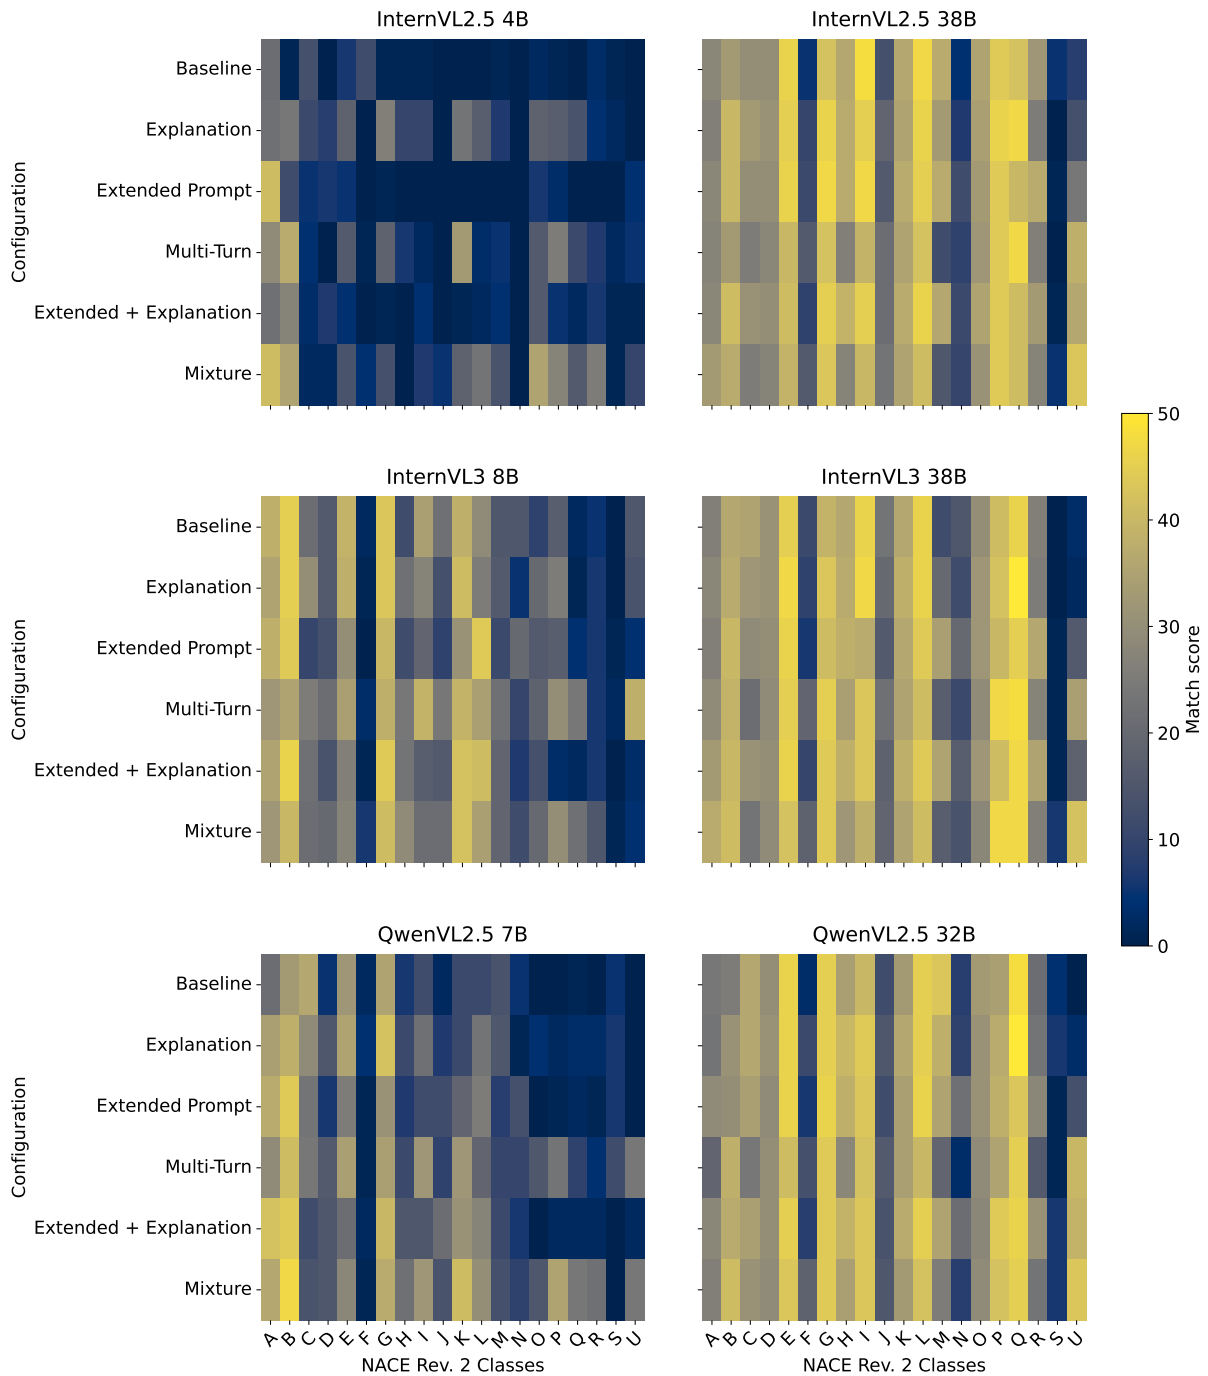 InternVL2.5 4B
InternVL2.5 38B
Configuration
Baseline
Explanation
Extended Prompt
Multi-Turn
Extended + Explanation
Mixture
InternVL3 8B
InternVL3 38B
Configuration
Baseline
Explanation
Extended Prompt
Multi-Turn
Extended + Explanation
Mixture
50
40
30
20
10
0
Match score
QwenVL2.5 7B
QwenVL2.5 32B
Configuration
Baseline
Explanation
Extended Prompt
Multi-Turn
Extended + Explanation
Mixture
A B C D E F G H I J K L M N O P Q R S U
A B C D E F G H I J K L M N O P Q R S U
NACE Rev. 2 Classes
NACE Rev. 2 Classes